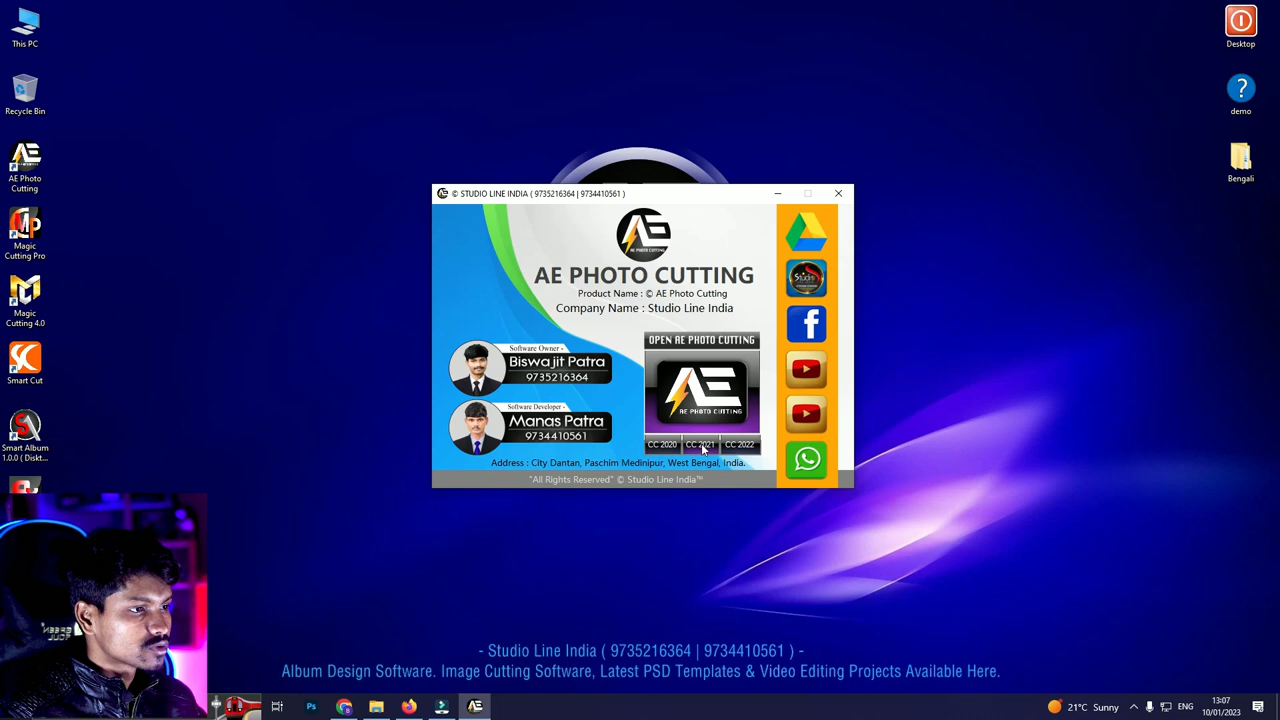 This PC
Recycle Bin
AE Photo
Cutting
Magic
Cutting Pro
Magic
Cutting 4.0
Smart Cut
Smart Album
1.0.0 ( Diskt...
Desktop
demo
Bengali
© STUDIO LINE INDIA ( 9735216364 | 9734410561 )
AE PHOTO CUTTING
AE PHOTO CUTTING
Product Name : © AE Photo Cutting
Company Name : Studio Line India
Software Owner -
Biswajit Patra
9735216364
Software Developer -
Manas Patra
9734410561
OPEN AE PHOTO CUTTING
AE PHOTO CUTTING
CC 2020 CC 2021 CC 2022
Address : City Dantan, Paschim Medinipur, West Bengal, India.
"All Rights Reserved" © Studio Line India™
- Studio Line India ( 9735216364 | 9734410561 ) -
Album Design Software. Image Cutting Software, Latest PSD Templates & Video Editing Projects Available Here.
Ps
21°C Sunny
ENG
13:07
10/01/2023